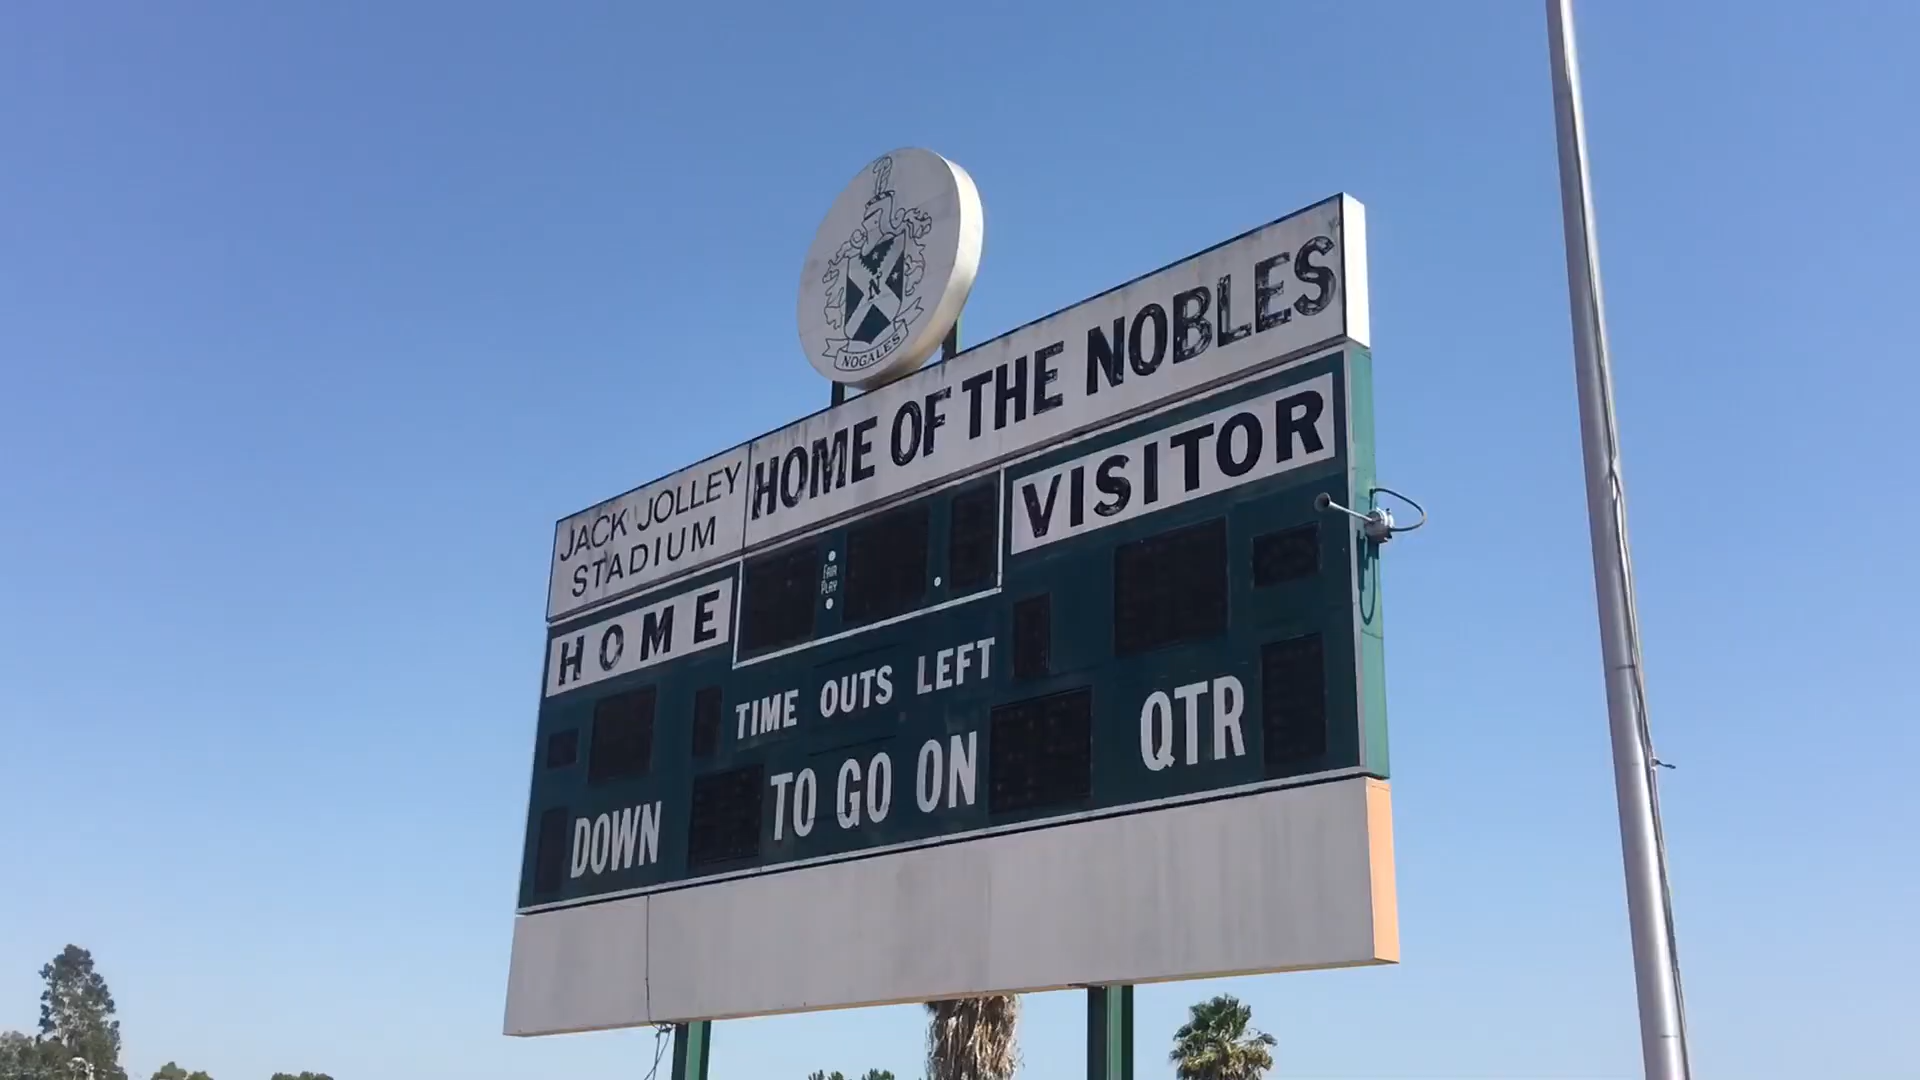 N
NOGALES
JACK JOLLEY
STADIUM
HOME OF THE NOBLES
HOME
FAIR
PLAY
VISITOR
TIME OUTS LEFT
DOWN
TO GO ON
QTR